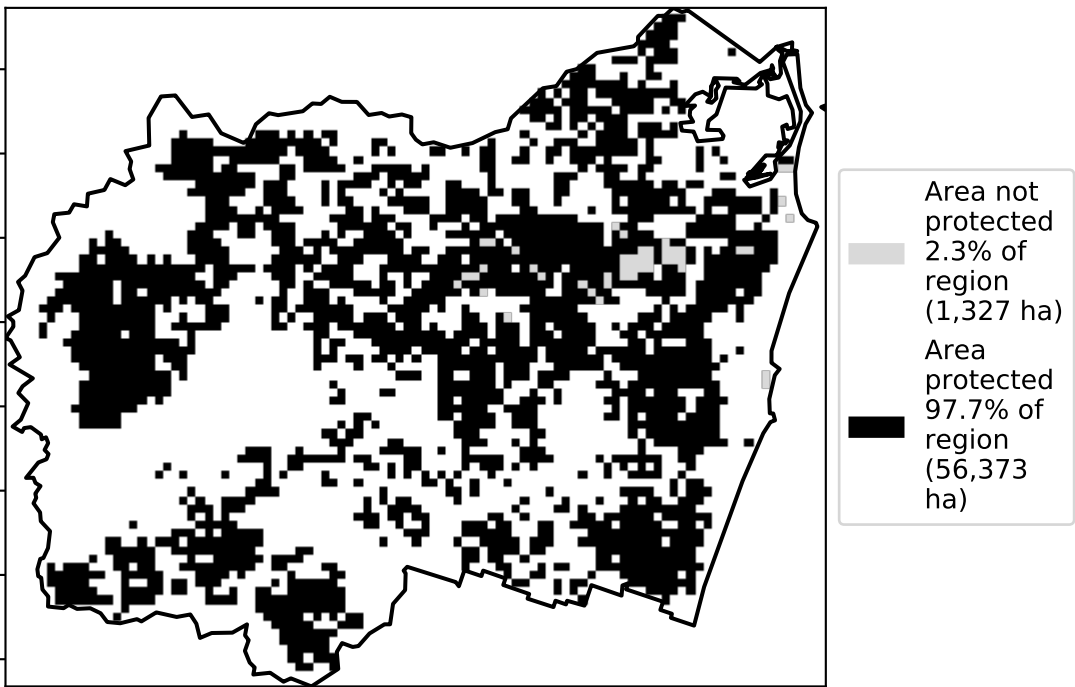 Area not
protected
2.3% of
region
(1,327 ha)
Area
protected
97.7% of
region
(56,373
ha)